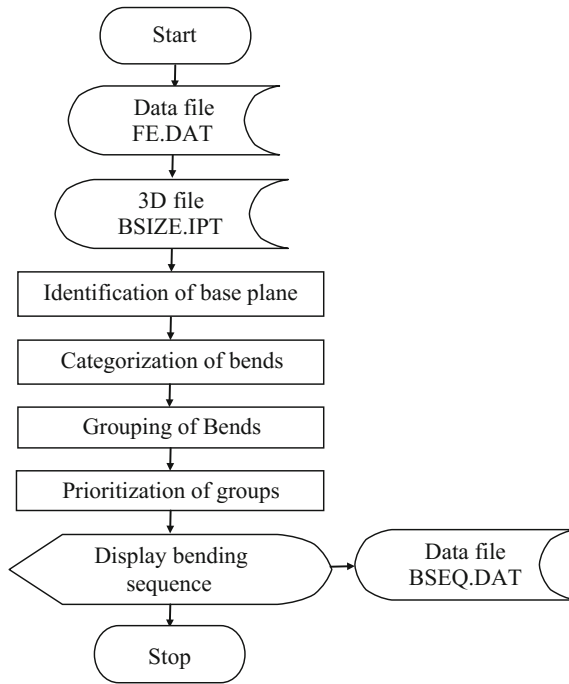 Start
Data file
FE.DAT
3D file
BSIZE.IPT
Identification of base plane
Categorization of bends
Grouping of Bends
Prioritization of groups
Display bending
sequence
Data file
BSEQ.DAT
Stop